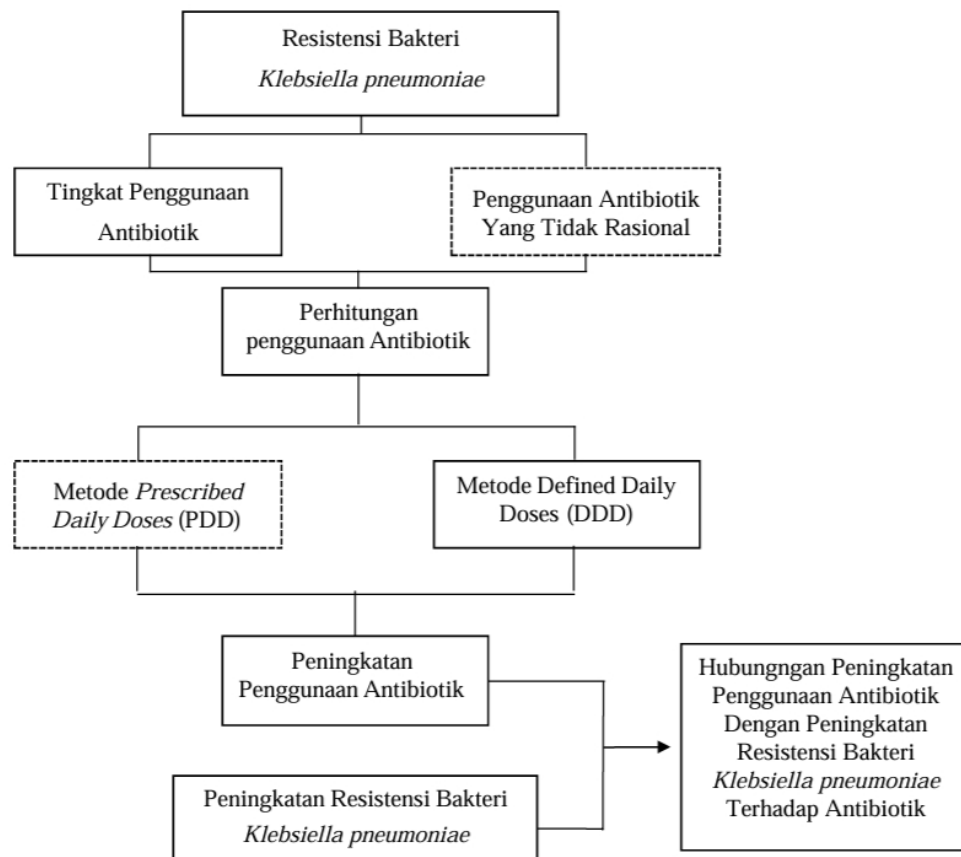 Resistensi Bakteri
Klebsiella pneumoniae
Tingkat Penggunaan
Antibiotik
Penggunaan Antibiotik
Yang Tidak Rasional
Perhitungan
penggunaan Antibiotik
Metode Prescribed
Daily Doses (PDD)
Metode Defined Daily
Doses (DDD)
Peningkatan
Penggunaan Antibiotik
Hubungngan Peningkatan
Penggunaan Antibiotik
Dengan Peningkatan
Resistensi Bakteri
Klebsiella pneumoniae
Terhadap Antibiotik
Peningkatan Resistensi Bakteri
Klebsiella pneumoniae